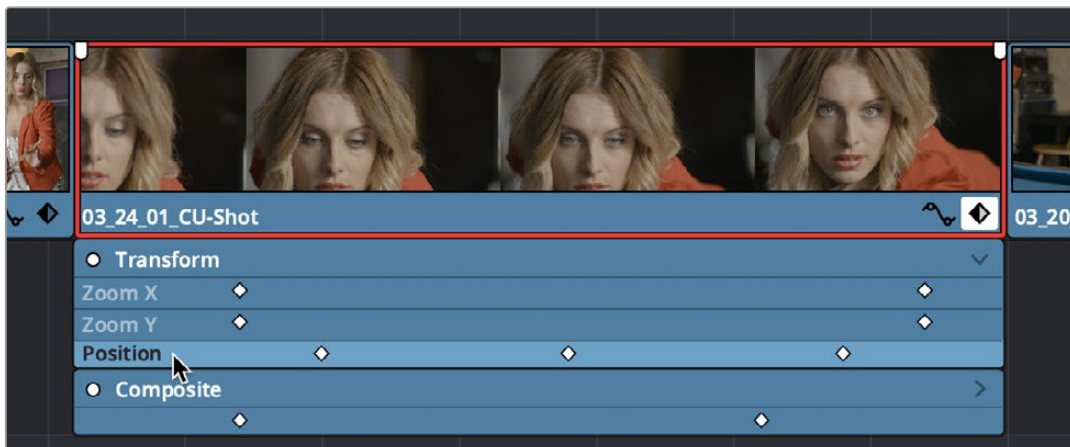 03_24_01_CU-Shot
03_20
Transform
Zoom X
Zoom Y
Position
Composite